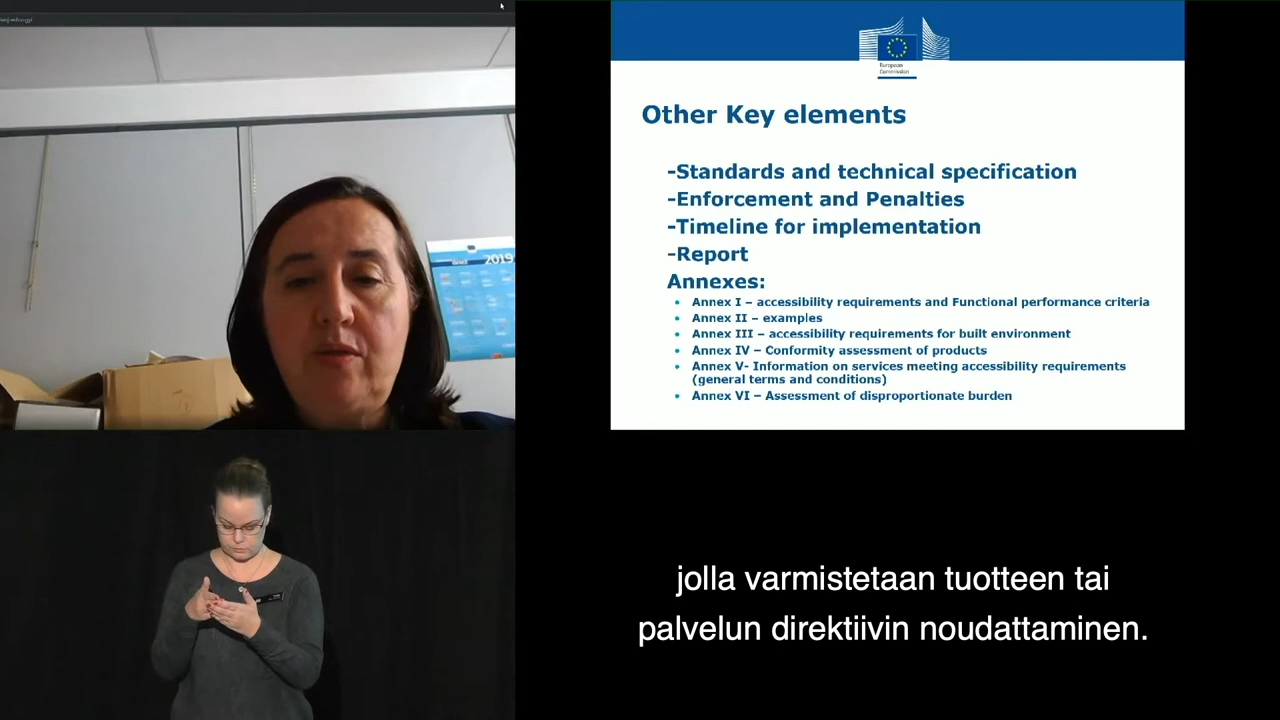 European
Commission
Other Key elements
-Standards and technical specification
-Enforcement and Penalties
-Timeline for implementation
-Report
Annexes:
• Annex I – accessibility requirements and Functional performance criteria
• Annex II – examples
• Annex III – accessibility requirements for built environment
• Annex IV – Conformity assessment of products
• Annex V- Information on services meeting accessibility requirements
(general terms and conditions)
• Annex VI – Assessment of disproportionate burden
2019
jolla varmistetaan tuotteen tai
palvelun direktiivin noudattaminen.